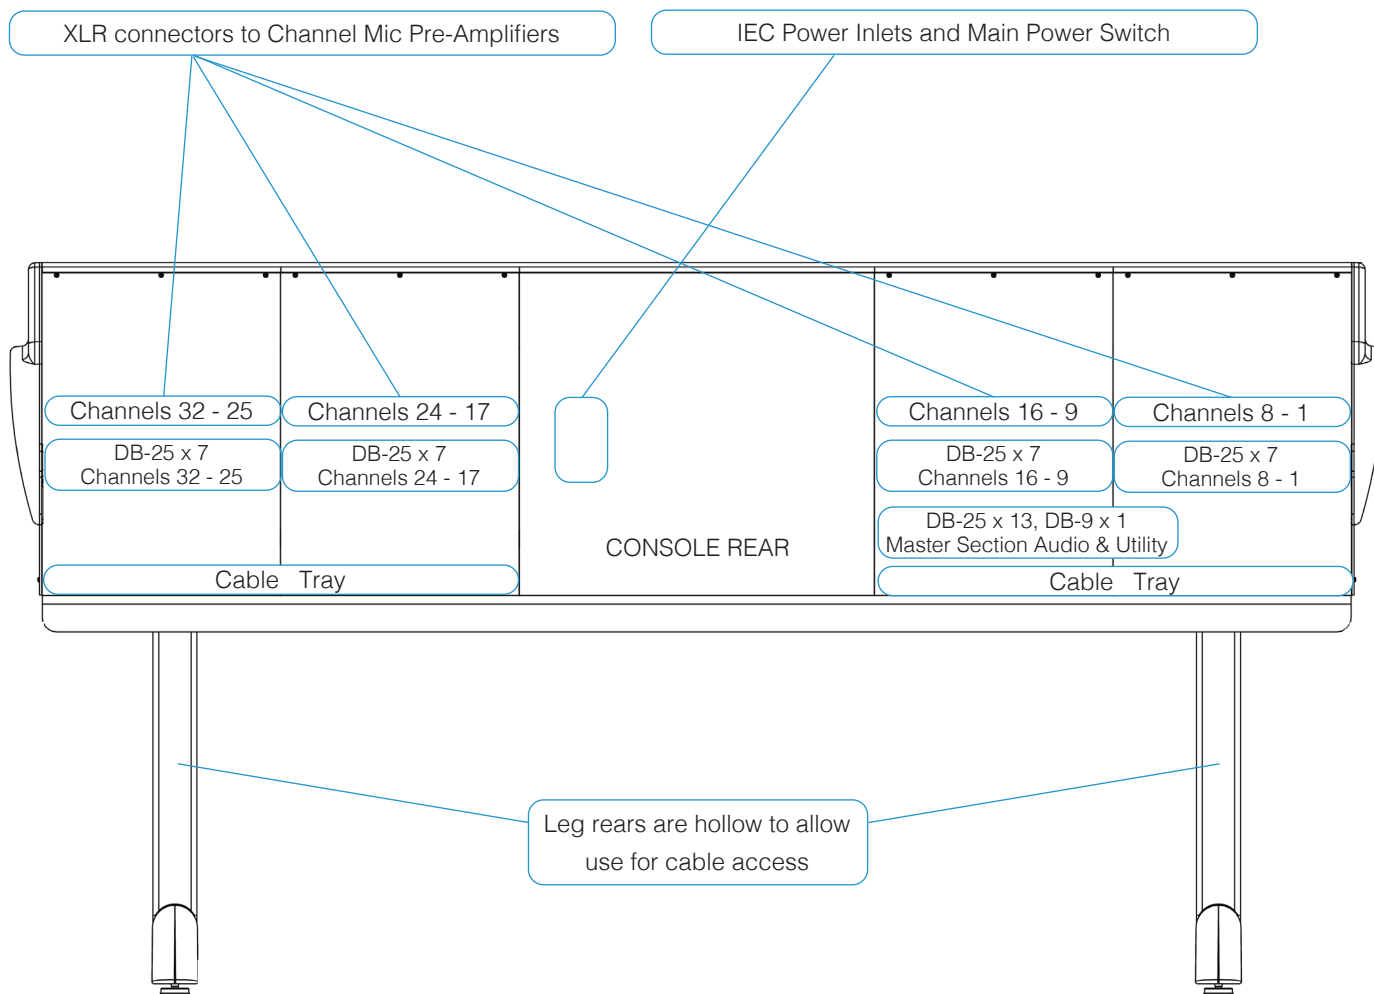 XLR connectors to Channel Mic Pre-Amplifiers
IEC Power Inlets and Main Power Switch
Channels 32 - 25
Channels 24 - 17
Channels 16 - 9
Channels 8 - 1
DB-25 x 7
Channels 32 - 25
DB-25 x 7
Channels 24 - 17
DB-25 x 7
Channels 16 - 9
DB-25 x 7
Channels 8 - 1
DB-25 x 13, DB-9 x 1
Master Section Audio & Utility
CONSOLE REAR
Cable Tray
Cable Tray
Leg rears are hollow to allow
use for cable access